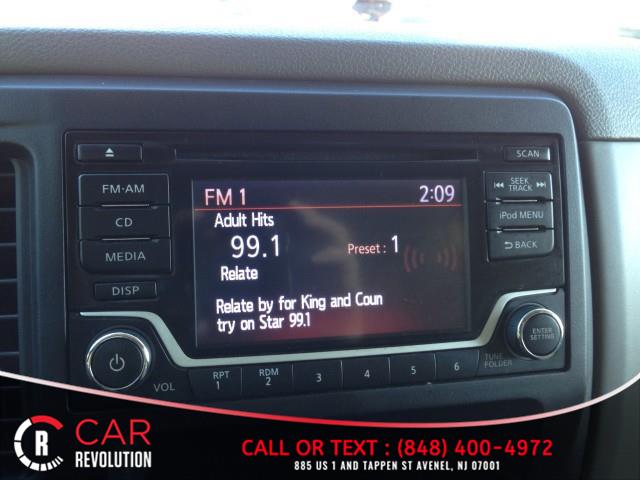 SCAN
FM·AM
CD
MEDIA
DISP
FM 1 2:09
Adult Hits
99.1 Preset : 1
Relate
Relate by for King and Coun
try on Star 99.1
SEEK
TRACK
iPod MENU
BACK
ENTER
SETTING
TUNE
FOLDER
VOL
RPT
1
RDM
2
3
4
5
6
R
CAR
REVOLUTION
CALL OR TEXT : (848) 400-4972
885 US 1 AND TAPPEN ST AVENEL, NJ 07001